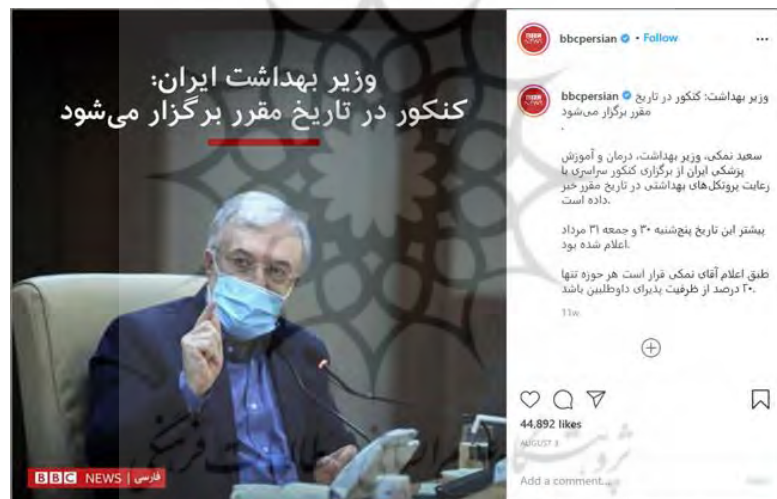 وزیر بهداشت ایران:
کنکور در تاریخ مقرر برگزار می‌شود
BBC NEWS | فارسی
bbcpersian • Follow
bbcpersian وزیر بهداشت: کنکور در تاریخ
مقرر برگزار می‌شود
.
سعید نمکی، وزیر بهداشت، درمان و آموزش
پزشکی ایران از برگزاری کنکور سراسری با
رعایت پروتکل‌های بهداشتی در تاریخ مقرر خبر
داده است.
پیشتر این تاریخ پنج‌شنبه ۳۰ و جمعه ۳۱ مرداد
اعلام شده بود.
طبق اعلام آقای نمکی قرار است هر حوزه تنها
۲۰ درصد از ظرفیت پذیرای داوطلبین باشد.
11w
44,892 likes
AUGUST 3
Add a comment...